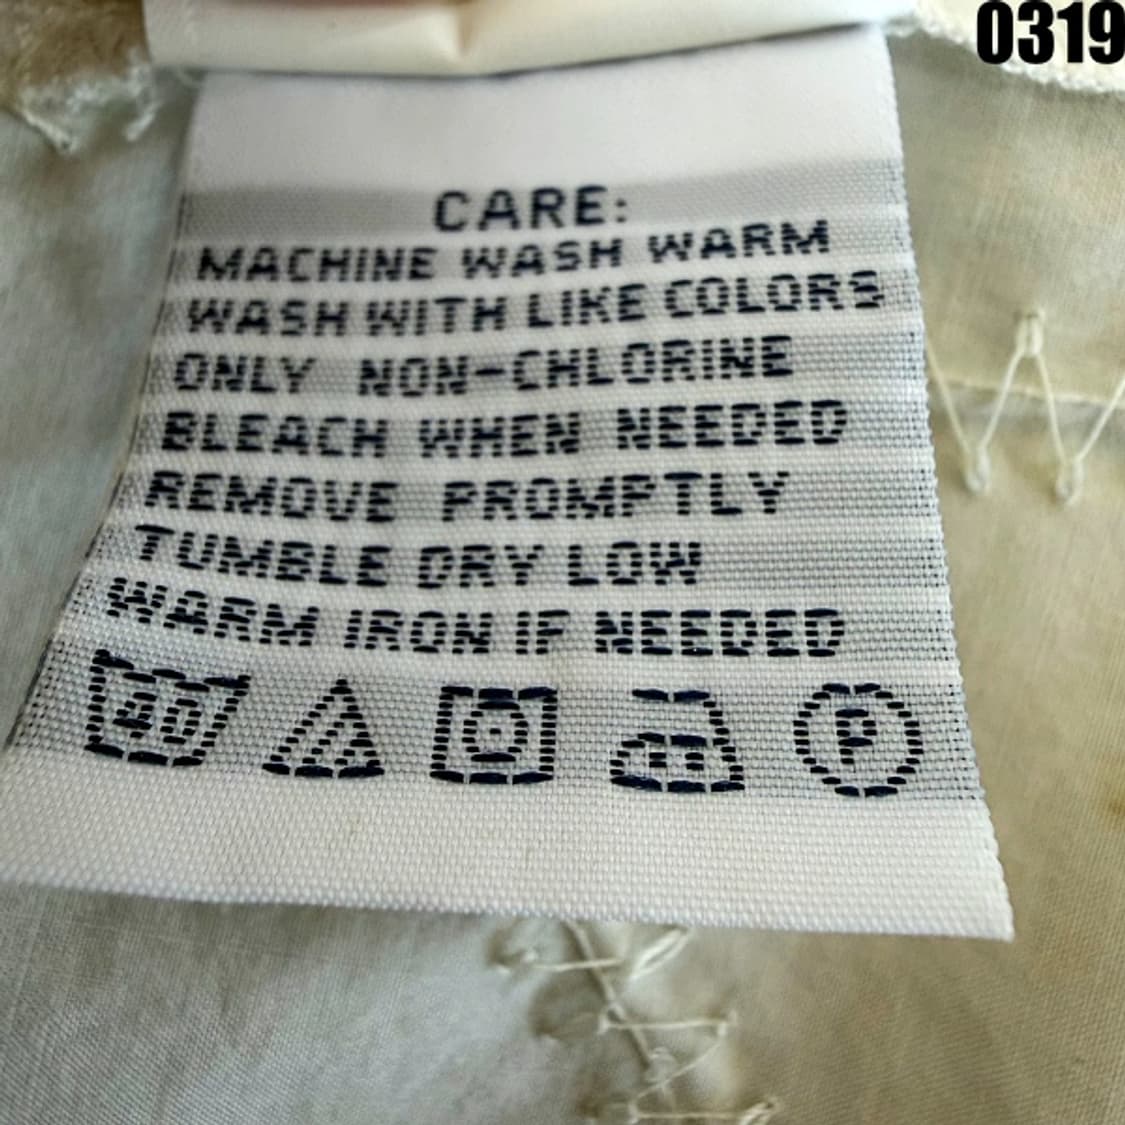 0319
CARE:
MACHINE WASH WARM
WASH WITH LIKE COLORS
ONLY NON-CHLORINE
BLEACH WHEN NEEDED
REMOVE PROMPTLY
TUMBLE DRY LOW
WARM IRON IF NEEDED
40 P